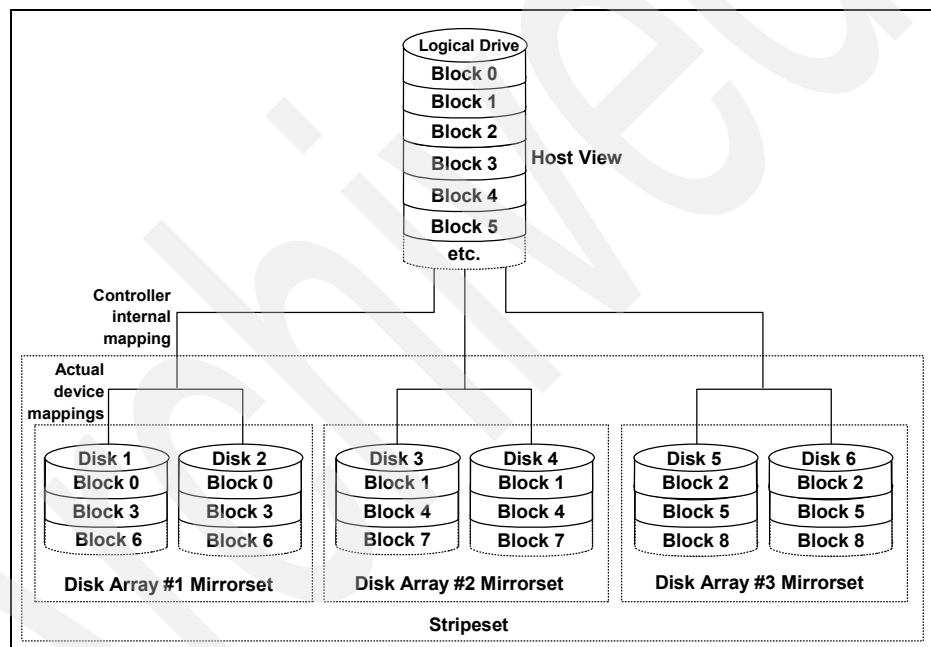 Logical Drive
Block 0
Block 1
Block 2
Block 3
Block 4
Block 5
etc.
Host View
Controller
internal
mapping
Actual
device
mappings
Disk 1
Block 0
Block 3
Block 6
Disk 2
Block 0
Block 3
Block 6
Disk Array #1 Mirrorset
Disk 3
Block 1
Block 4
Block 7
Disk 4
Block 1
Block 4
Block 7
Disk Array #2 Mirrorset
Disk 5
Block 2
Block 5
Block 8
Disk 6
Block 2
Block 5
Block 8
Disk Array #3 Mirrorset
Stripeset